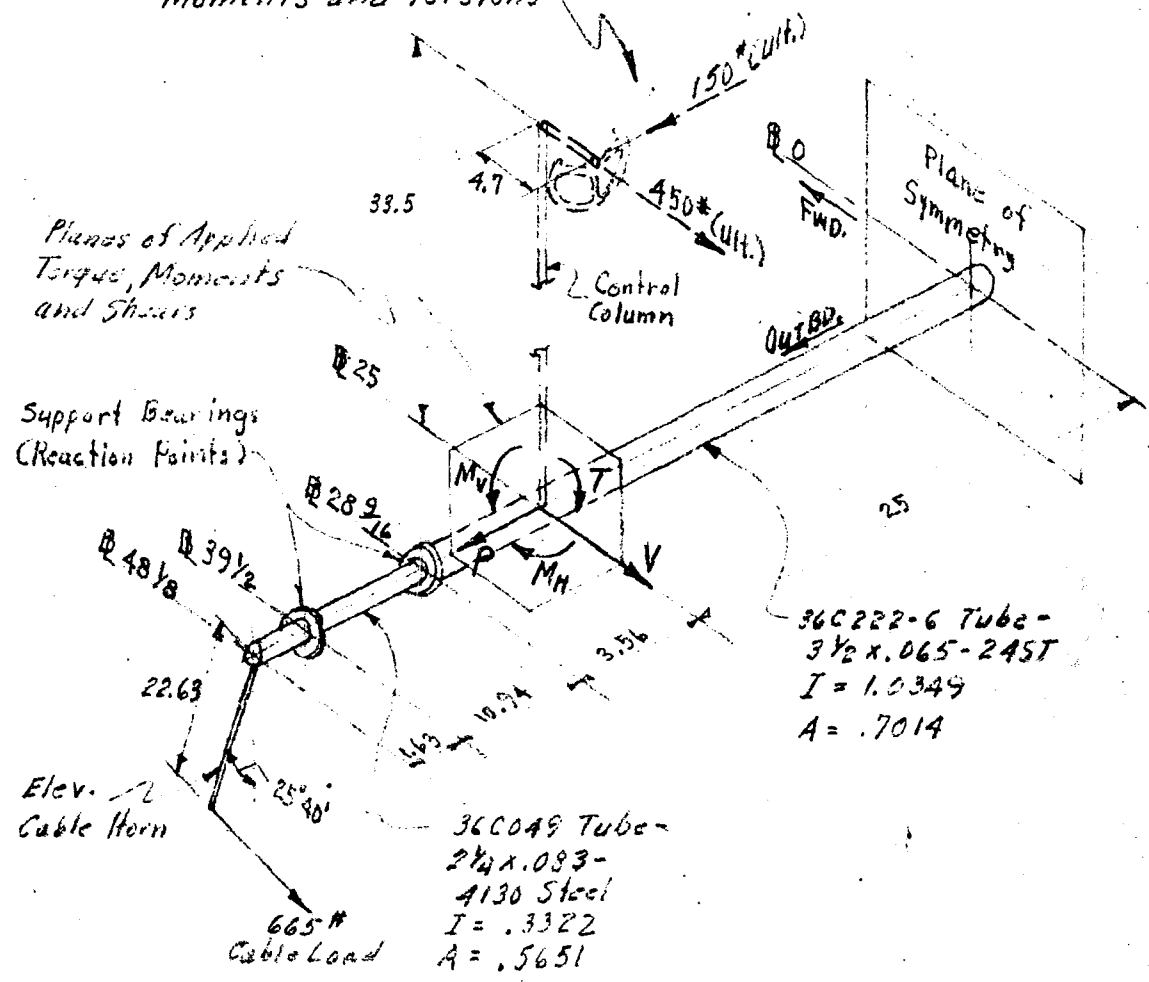 Moments and Torsions
150# (Ult.)
℄ 0
FWD.
Plane of
Symmetry
4.7
33.5
450# (Ult.)
Planes of Applied
Torque, Moments
and Shears
Control
Column
OUTBD.
℄ 25
Support Bearings
(Reaction Points)
Mv
T
℄ 28 9/16
P
MH
V
25
℄ 39 1/2
℄ 48 1/8
36C222-6 Tube-
3 1/2 x .065-24ST
I = 1.0349
A = .7014
3.56
10.94
22.63
25°40'
Elev.
Cable Horn
36C049 Tube-
2 1/4 x .083-
4130 Steel
I = .3322
A = .5651
665#
Cable Load